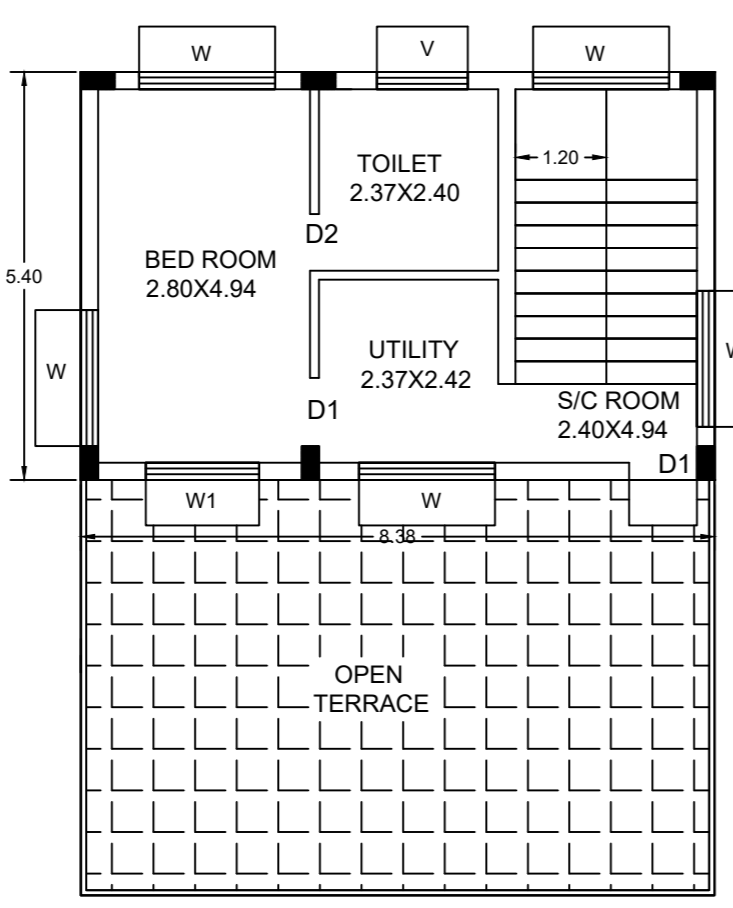 W
V
W
TOILET
2.37X2.40
1.20
D2
BED ROOM
2.80X4.94
5.40
UTILITY
2.37X2.42
W
W
D1
S/C ROOM
2.40X4.94
D1
W1
W
8.38
OPEN
TERRACE